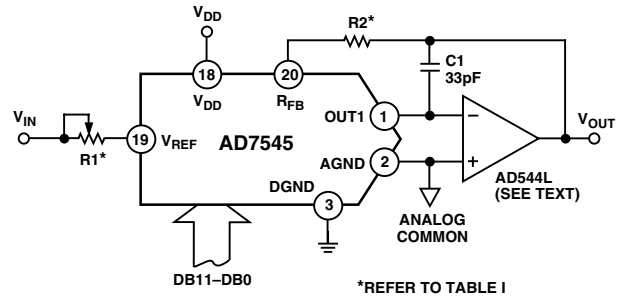 VDD
R2*
C1
33pF
18
20
VDD
RFB
OUT1
1
VIN
R1*
19
VREF
AD7545
AGND
2
DGND
3
−
+
VOUT
AD544L
(SEE TEXT)
ANALOG
COMMON
DB11–DB0
*REFER TO TABLE I